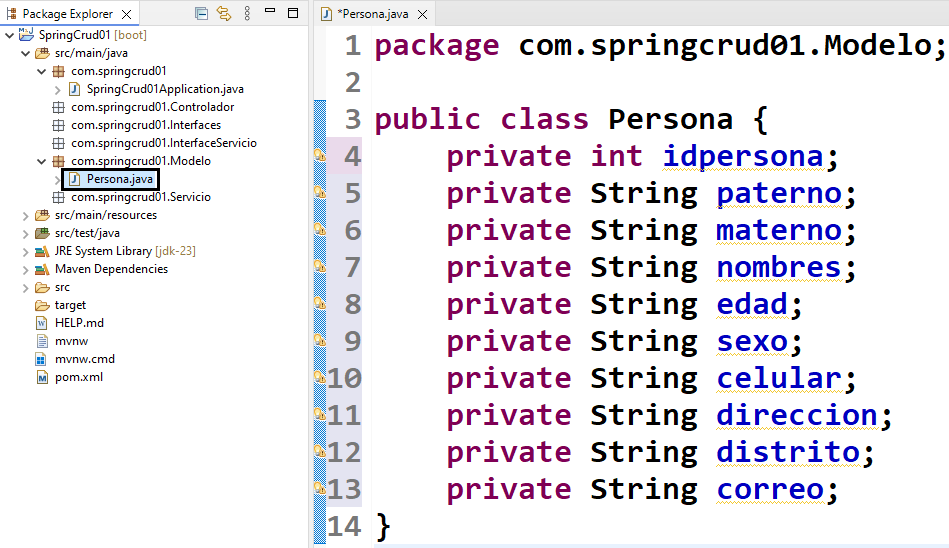 Package Explorer
SpringCrud01 [boot]
src/main/java
com.springcrud01
SpringCrud01Application.java
com.springcrud01.Controlador
com.springcrud01.Interfaces
com.springcrud01.InterfaceServicio
com.springcrud01.Modelo
Persona.java
com.springcrud01.Servicio
src/main/resources
src/test/java
JRE System Library [jdk-23]
Maven Dependencies
src
target
HELP.md
mvnw
mvnw.cmd
pom.xml
*Persona.java
1 package com.springcrud01.Modelo;
2
3 public class Persona {
4 private int idpersona;
5 private String paterno;
6 private String materno;
7 private String nombres;
8 private String edad;
9 private String sexo;
10 private String celular;
11 private String direccion;
12 private String distrito;
13 private String correo;
14 }